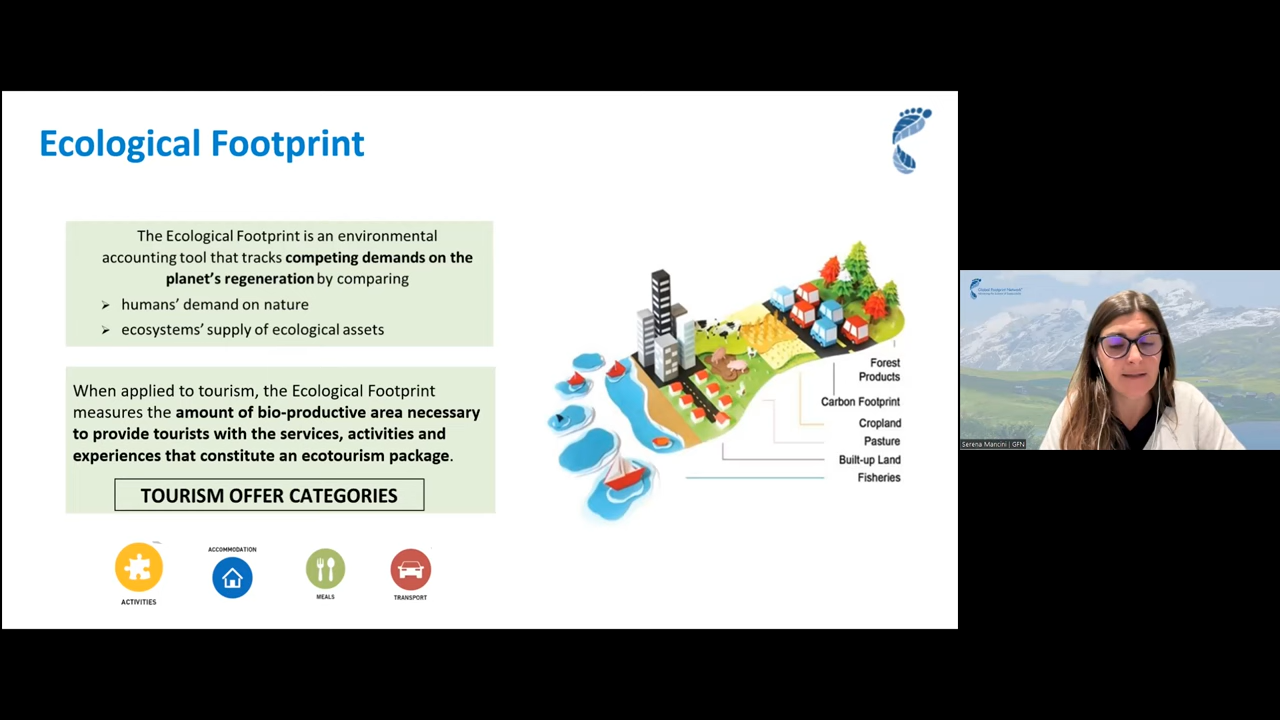 Ecological Footprint
The Ecological Footprint is an environmental
accounting tool that tracks competing demands on the
planet's regeneration by comparing
➢ humans' demand on nature
➢ ecosystems' supply of ecological assets
When applied to tourism, the Ecological Footprint
measures the amount of bio-productive area necessary
to provide tourists with the services, activities and
experiences that constitute an ecotourism package.
TOURISM OFFER CATEGORIES
ACTIVITIES
ACCOMMODATION
MEALS
TRANSPORT
Forest
Products
Carbon Footprint
Cropland
Pasture
Built-up Land
Fisheries
Global Footprint Network
Serena Mancini | GFN